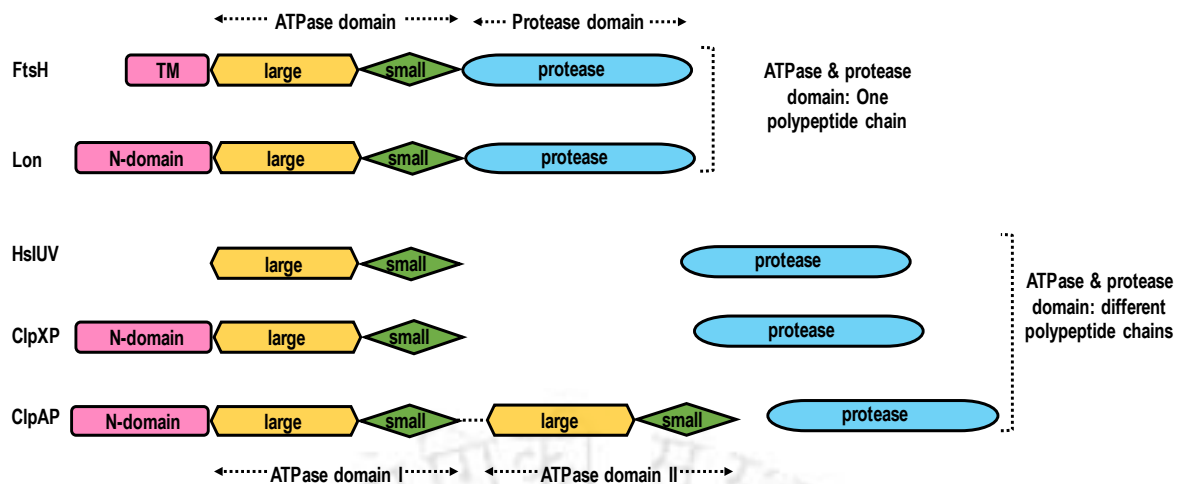 ATPase domain Protease domain
FtsH TM large small protease
ATPase & protease
domain: One
polypeptide chain
Lon N-domain large small protease
HslUV large small protease
ATPase & protease
domain: different
polypeptide chains
ClpXP N-domain large small protease
ClpAP N-domain large small large small protease
ATPase domain I ATPase domain II